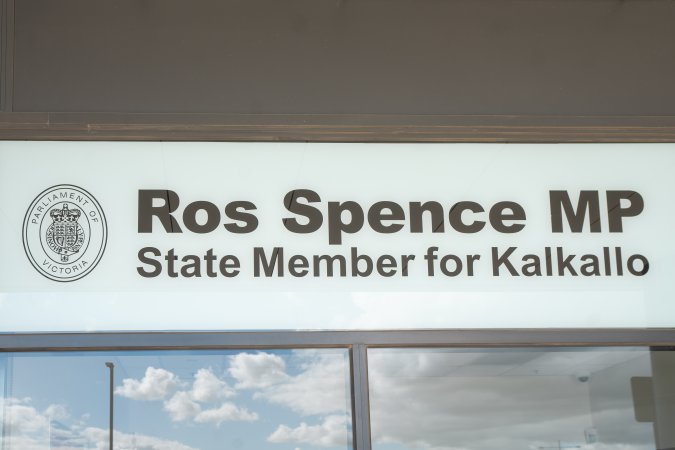 PARLIAMENT OF
VICTORIA
Ros Spence MP
State Member for Kalkallo